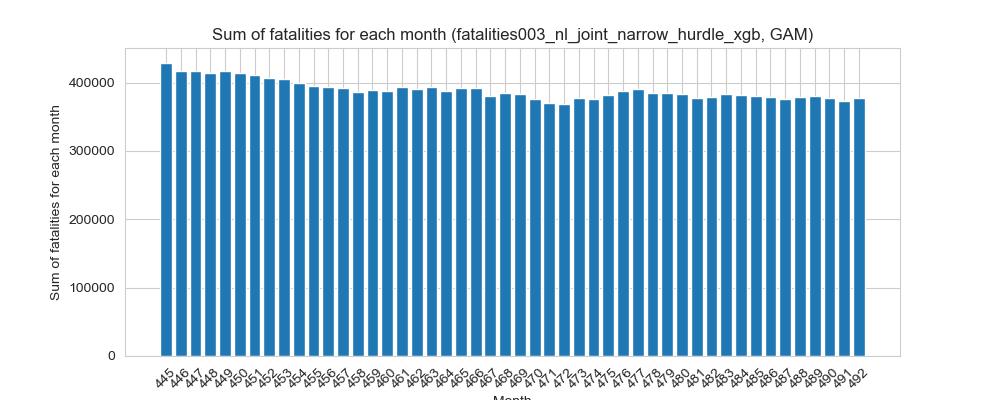 Sum of fatalities for each month (fatalities003_nl_joint_narrow_hurdle_xgb, GAM)
Sum of fatalities for each month
400000
300000
200000
100000
0
445 446 447 448 449 450 451 452 453 454 455 456 457 458 459 460 461 462 463 464 465 466 467 468 469 470 471 472 473 474 475 476 477 478 479 480 481 482 483 484 485 486 487 488 489 490 491 492
Month